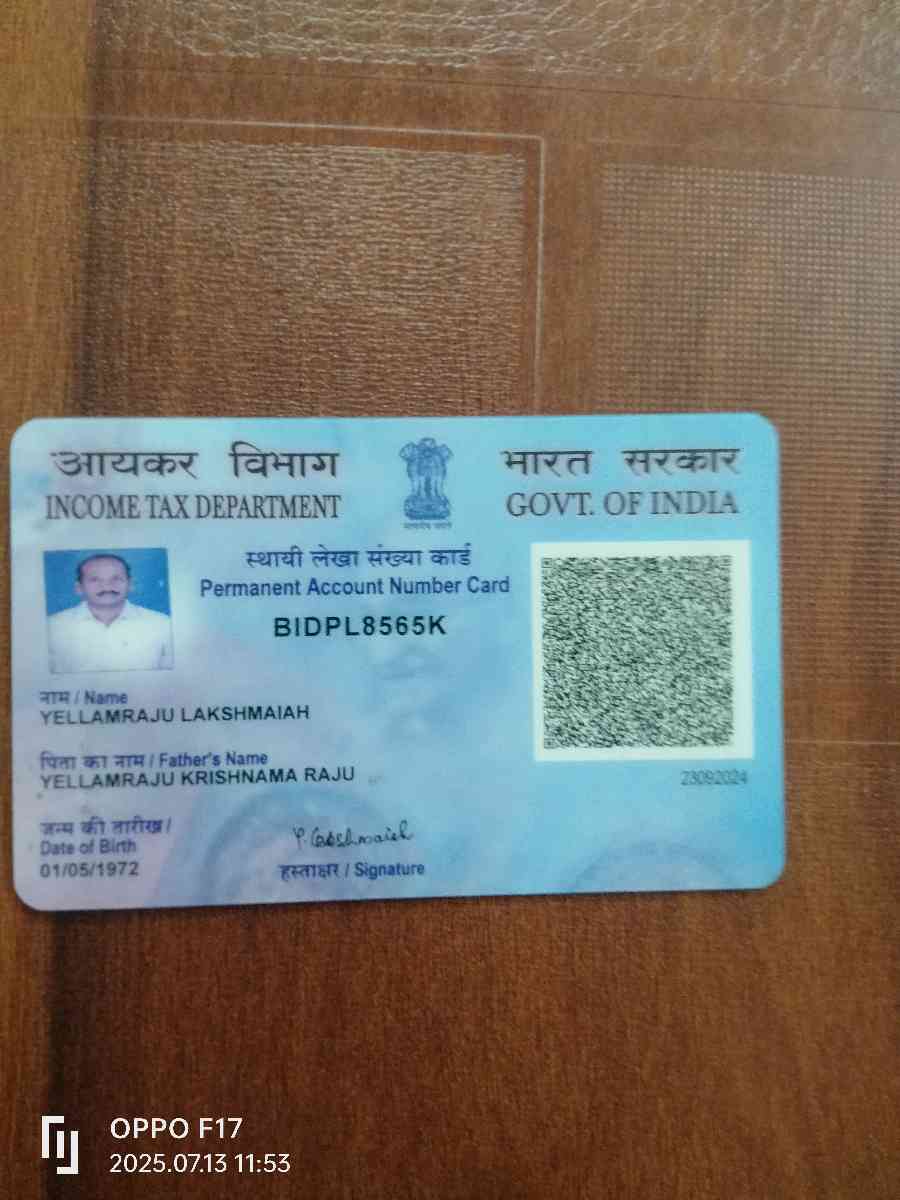 आयकर विभाग
INCOME TAX DEPARTMENT
भारत सरकार
GOVT. OF INDIA
स्थायी लेखा संख्या कार्ड
Permanent Account Number Card
BIDPL8565K
नाम / Name
YELLAMRAJU LAKSHMAIAH
पिता का नाम / Father's Name
YELLAMRAJU KRISHNAMA RAJU
23092024
जन्म की तारीख /
Date of Birth
01/05/1972
Y. Lakshmaiah
हस्ताक्षर / Signature
OPPO F17
2025.07.13 11:53